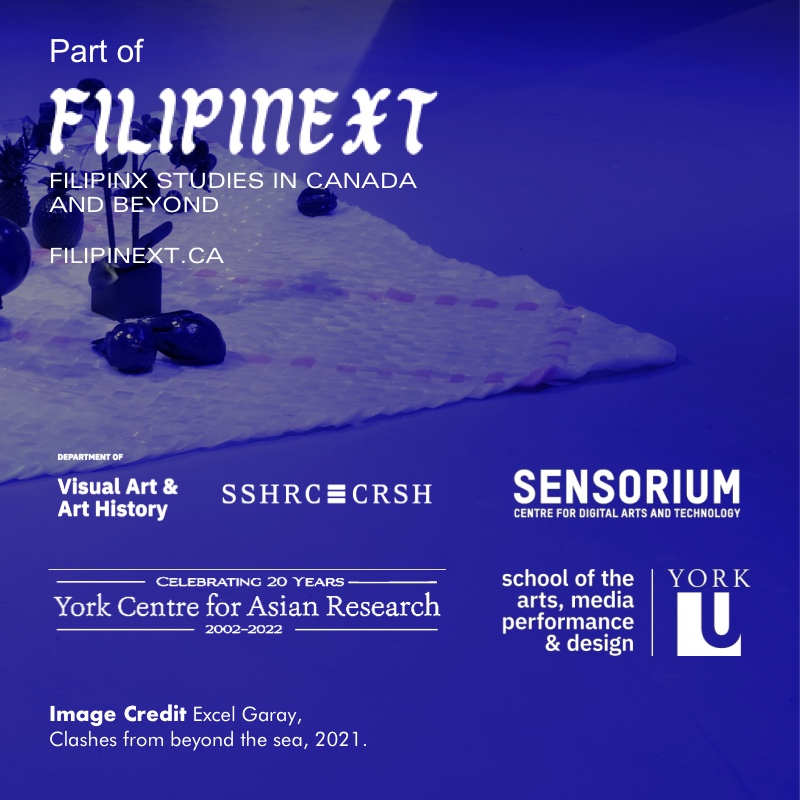 Part of
FILIPINEXT
FILIPINX STUDIES IN CANADA
AND BEYOND
FILIPINEXT.CA
DEPARTMENT OF
Visual Art &
Art History
SSHRC CRSH
SENSORIUM
CENTRE FOR DIGITAL ARTS AND TECHNOLOGY
CELEBRATING 20 YEARS
York Centre for Asian Research
2002–2022
school of the
arts, media
performance
& design
YORK
U
Image Credit Excel Garay,
Clashes from beyond the sea, 2021.